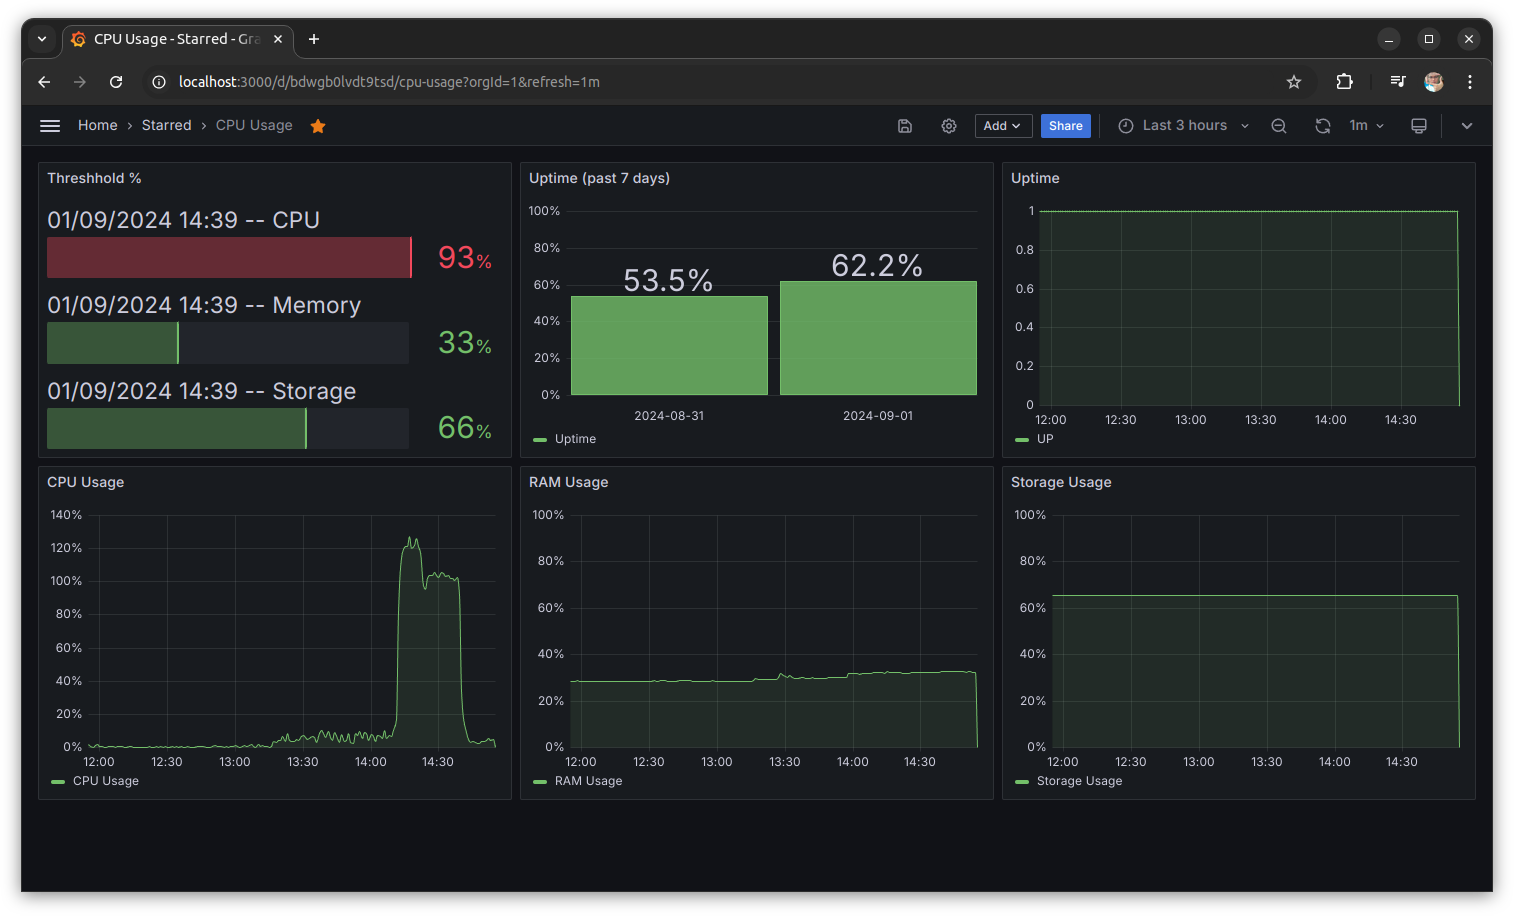 CPU Usage - Starred - Gra
localhost:3000/d/bdwgb0lvdt9tsd/cpu-usage?orgId=1&refresh=1m
Home › Starred › CPU Usage
Add
Share
Last 3 hours
1m
Threshhold %
01/09/2024 14:39 -- CPU
93%
01/09/2024 14:39 -- Memory
33%
01/09/2024 14:39 -- Storage
66%
Uptime (past 7 days)
100%
80%
60%
40%
20%
0%
53.5%
62.2%
2024-08-31
2024-09-01
Uptime
Uptime
1
0.8
0.6
0.4
0.2
0
12:00 12:30 13:00 13:30 14:00 14:30
UP
CPU Usage
140%
120%
100%
80%
60%
40%
20%
0%
12:00 12:30 13:00 13:30 14:00 14:30
CPU Usage
RAM Usage
100%
80%
60%
40%
20%
0%
12:00 12:30 13:00 13:30 14:00 14:30
RAM Usage
Storage Usage
100%
80%
60%
40%
20%
0%
12:00 12:30 13:00 13:30 14:00 14:30
Storage Usage